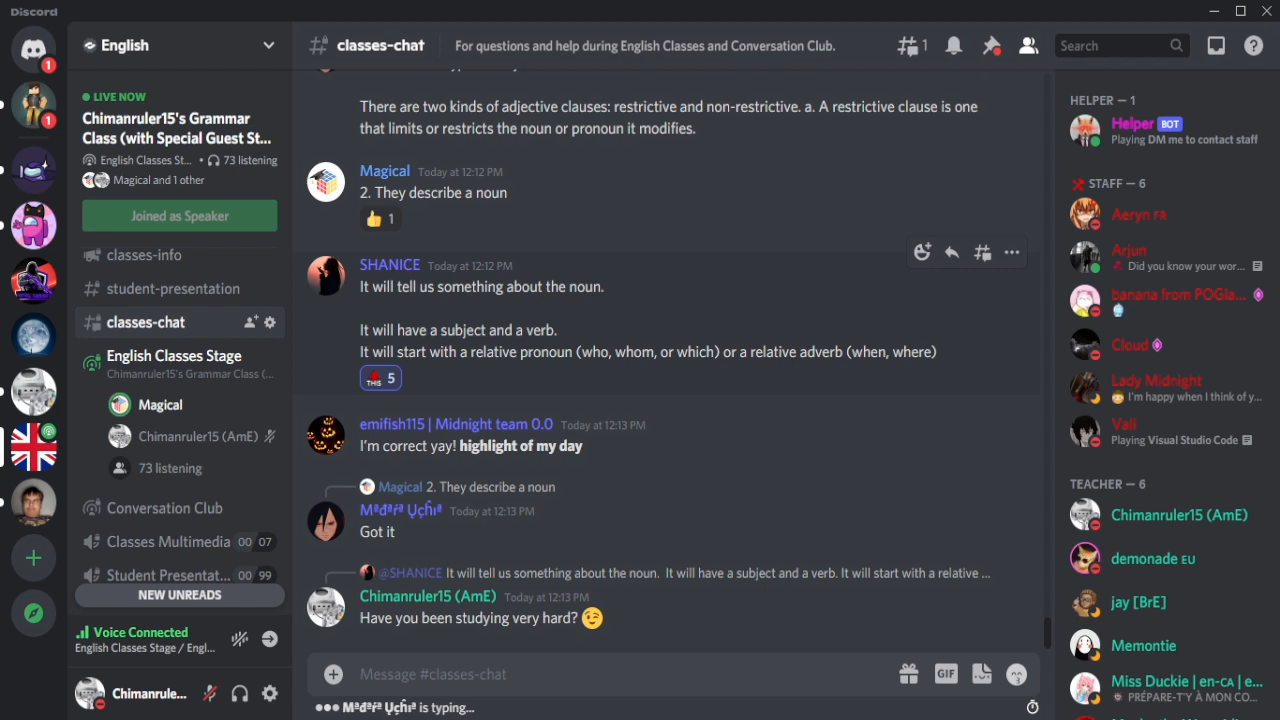 Discord
English
LIVE NOW
Chimanruler15's Grammar
Class (with Special Guest St...
English Classes St... • 73 listening
Magical and 1 other
Joined as Speaker
classes-info
student-presentation
classes-chat
English Classes Stage
Chimanruler15's Grammar Class (...
Magical
Chimanruler15 (AmE)
73 listening
Conversation Club
Classes Multimedia 00 07
Student Presentat... 00 99
NEW UNREADS
Voice Connected
English Classes Stage / Engl...
Chimanrule...
1
1
classes-chat
For questions and help during English Classes and Conversation Club.
1
Search
There are two kinds of adjective clauses: restrictive and non-restrictive. a. A restrictive clause is one
that limits or restricts the noun or pronoun it modifies.
Magical Today at 12:12 PM
2. They describe a noun
1
SHANICE Today at 12:12 PM
It will tell us something about the noun.
It will have a subject and a verb.
It will start with a relative pronoun (who, whom, or which) or a relative adverb (when, where)
THIS 5
emifish115 | Midnight team 0.0 Today at 12:13 PM
I'm correct yay! highlight of my day
Magical 2. They describe a noun
Today at 12:13 PM
Got it
@SHANICE It will tell us something about the noun. It will have a subject and a verb. It will start with a relative ...
Chimanruler15 (AmE) Today at 12:13 PM
Have you been studying very hard? 😉
Message #classes-chat
GIF
is typing...
HELPER — 1
Helper BOT
Playing DM me to contact staff
STAFF — 6
Aeryn FR
Arjun
Did you know your wor...
banana from POGla...
Cloud
Lady Midnight
I'm happy when I think of y...
Vali
Playing Visual Studio Code
TEACHER — 6
Chimanruler15 (AmE)
demonade EU
jay [BrE]
Memontie
Miss Duckie | en-CA | e...
PRÉPARE-T'Y À MON CO...